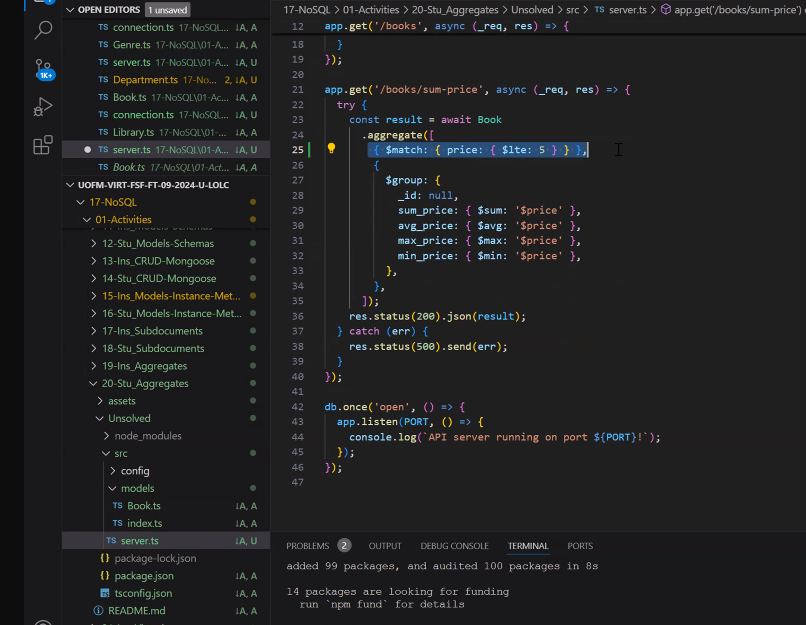 OPEN EDITORS 1 unsaved
TS connection.ts 17-NoSQL\01-A... ↓A, A
TS Genre.ts 17-NoSQL\01-A... ↓A, A
TS server.ts 17-NoSQL\01-A... ↓A, U
TS Department.ts 17-No... 2, ↓A, U
TS Book.ts 17-NoSQL\01-Ac... ↓A, A
TS connection.ts 17-NoSQL\01-A... ↓A, U
TS Library.ts 17-NoSQL\01-... ↓A, A
TS server.ts 17-NoSQL\01-A... ↓A, U
TS Book.ts 17-NoSQL\01-Act... ↓A, A
1K+
UOFM-VIRT-FSF-FT-09-2024-U-LOLC
17-NoSQL
01-Activities
12-Stu_Models-Schemas
13-Ins_CRUD-Mongoose
14-Stu_CRUD-Mongoose
15-Ins_Models-Instance-Met...
16-Stu_Models-Instance-Met...
17-Ins_Subdocuments
18-Stu_Subdocuments
19-Ins_Aggregates
20-Stu_Aggregates
assets
Unsolved
node_modules
src
config
models
TS Book.ts ↓A, A
TS index.ts ↓A, A
TS server.ts ↓A, U
{} package-lock.json
{} package.json ↓A, A
tsconfig.json ↓A, A
README.md ↓A, A
17-NoSQL > 01-Activities > 20-Stu_Aggregates > Unsolved > src > TS server.ts > app.get('/books/sum-price')
12 app.get('/books', async (_req, res) => {
18 }
19 });
20
21 app.get('/books/sum-price', async (_req, res) => {
22 try {
23 const result = await Book
24 .aggregate([
25 { $match: { price: { $lte: 5 } } },
26 {
27 $group: {
28 _id: null,
29 sum_price: { $sum: '$price' },
30 avg_price: { $avg: '$price' },
31 max_price: { $max: '$price' },
32 min_price: { $min: '$price' },
33 },
34 },
35 ]);
36 res.status(200).json(result);
37 } catch (err) {
38 res.status(500).send(err);
39 }
40 });
41
42 db.once('open', () => {
43 app.listen(PORT, () => {
44 console.log(`API server running on port ${PORT}!`);
45 });
46 });
47
PROBLEMS 2 OUTPUT DEBUG CONSOLE TERMINAL PORTS
added 99 packages, and audited 100 packages in 8s
14 packages are looking for funding
run `npm fund` for details